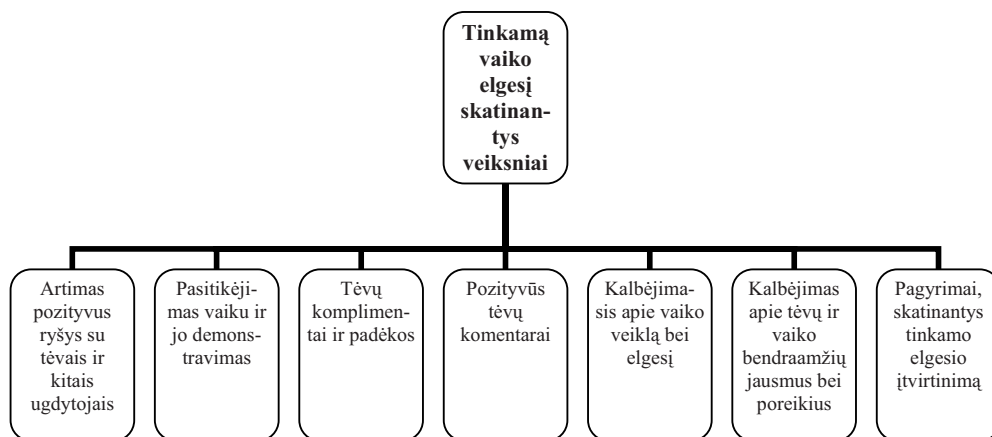 Tinkamą
vaiko
elgesį
skatinan-
tys
veiksniai
Artimas
pozityvus
ryšys su
tėvais ir
kitais
ugdytojais
Pasitikėji-
mas vaiku ir
jo demons-
travimas
Tėvų
komplimen-
tai ir padėkos
Pozityvūs
tėvų
komentarai
Kalbėjima-
sis apie vaiko
veiklą bei
elgesį
Kalbėjimas
apie tėvų ir
vaiko
bendraamžių
jausmus bei
poreikius
Pagyrimai,
skatinantys
tinkamo
elgesio
įtvirtinimą